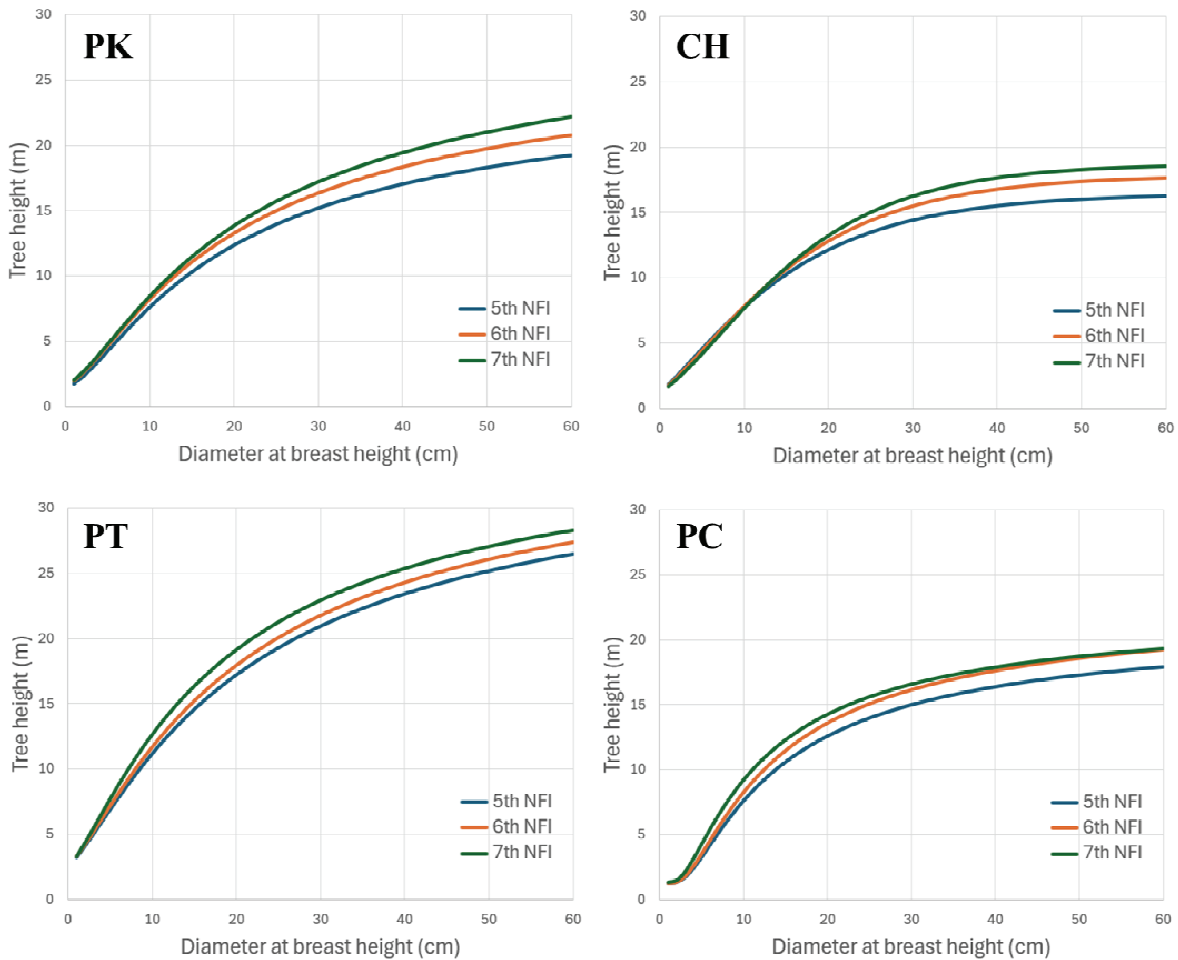 PK
30
25
20
15
10
5
0
Tree height (m)
5th NFI
6th NFI
7th NFI
0 10 20 30 40 50 60
Diameter at breast height (cm)
CH
30
25
20
15
10
5
0
Tree height (m)
5th NFI
6th NFI
7th NFI
0 10 20 30 40 50 60
Diameter at breast height (cm)
PT
30
25
20
15
10
5
0
Tree height (m)
5th NFI
6th NFI
7th NFI
0 10 20 30 40 50 60
Diameter at breast height (cm)
PC
30
25
20
15
10
5
0
Tree height (m)
5th NFI
6th NFI
7th NFI
0 10 20 30 40 50 60
Diameter at breast height (cm)